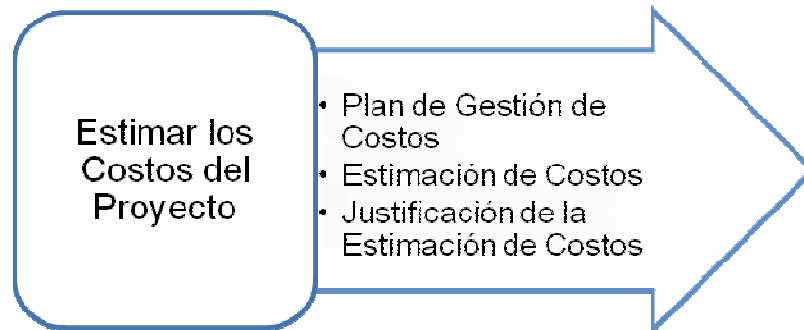 Estimar los
Costos del
Proyecto
• Plan de Gestión de
Costos
• Estimación de Costos
• Justificación de la
Estimación de Costos